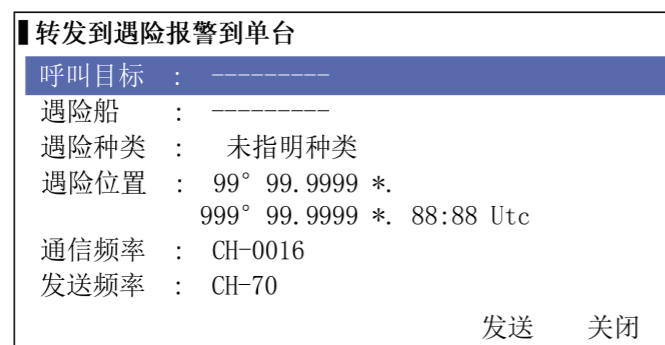 转发到遇险报警到单台
呼叫目标 : ---------
遇险船 : ---------
遇险种类 : 未指明种类
遇险位置 : 99° 99.9999 *.
999° 99.9999 *. 88:88 Utc
通信频率 : CH-0016
发送频率 : CH-70
发送 关闭